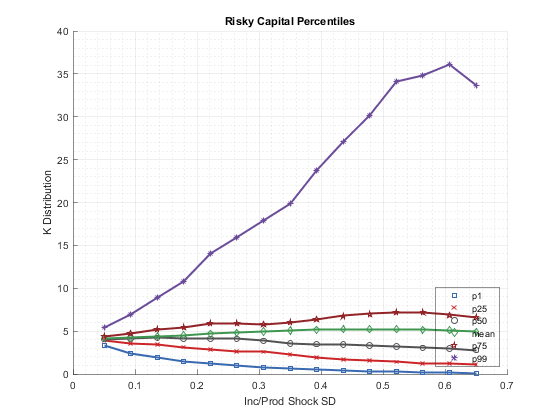 Risky Capital Percentiles
40
35
30
25
20
15
10
5
0
K Distribution
0
0.1
0.2
0.3
0.4
0.5
0.6
0.7
Inc/Prod Shock SD
p1
p25
p50
mean
p75
p99